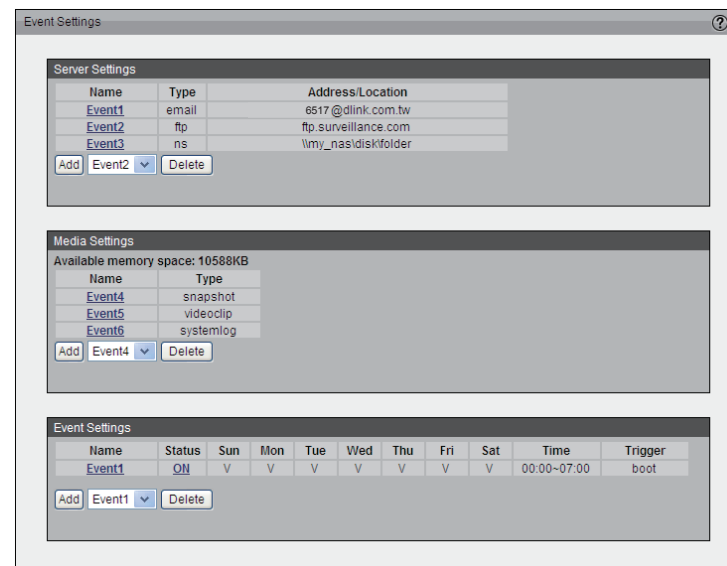 Event Settings
Server Settings
Name Type Address/Location
Event1 email 6517@dlink.com.tw
Event2 ftp ftp.surveillance.com
Event3 ns \\my_nas\disk\folder
Add Event2 Delete
Media Settings
Available memory space: 10588KB
Name Type
Event4 snapshot
Event5 videoclip
Event6 systemlog
Add Event4 Delete
Event Settings
Name Status Sun Mon Tue Wed Thu Fri Sat Time Trigger
Event1 ON V V V V V V V 00:00~07:00 boot
Add Event1 Delete